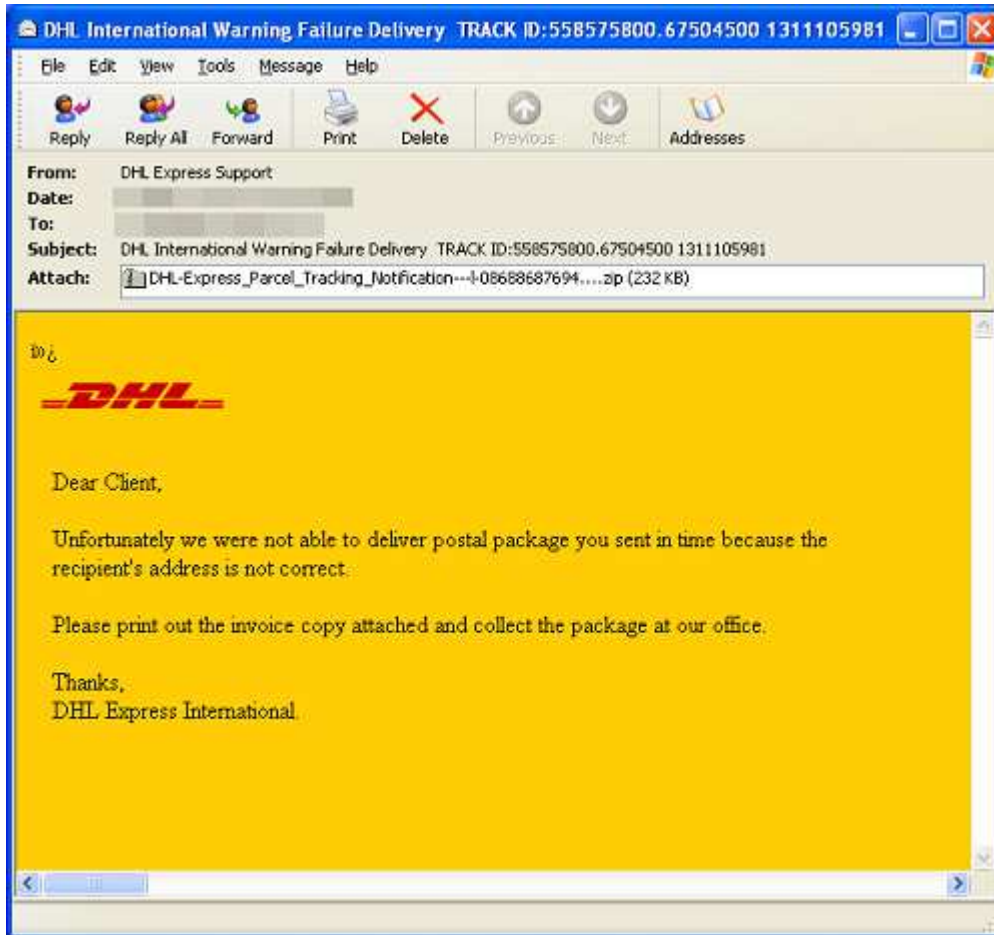 DHL International Warning Failure Delivery TRACK ID:558575800.67504500 1311105981
File Edit View Tools Message Help
Reply Reply All Forward Print Delete Previous Next Addresses
From: DHL Express Support
Date:
To:
Subject: DHL International Warning Failure Delivery TRACK ID:558575800.67504500 1311105981
Attach: DHL-Express_Parcel_Tracking_Notification---l-08688687694....zip (232 KB)
DHL
Dear Client,
Unfortunately we were not able to deliver postal package you sent in time because the
recipient's address is not correct.
Please print out the invoice copy attached and collect the package at our office.
Thanks,
DHL Express International.